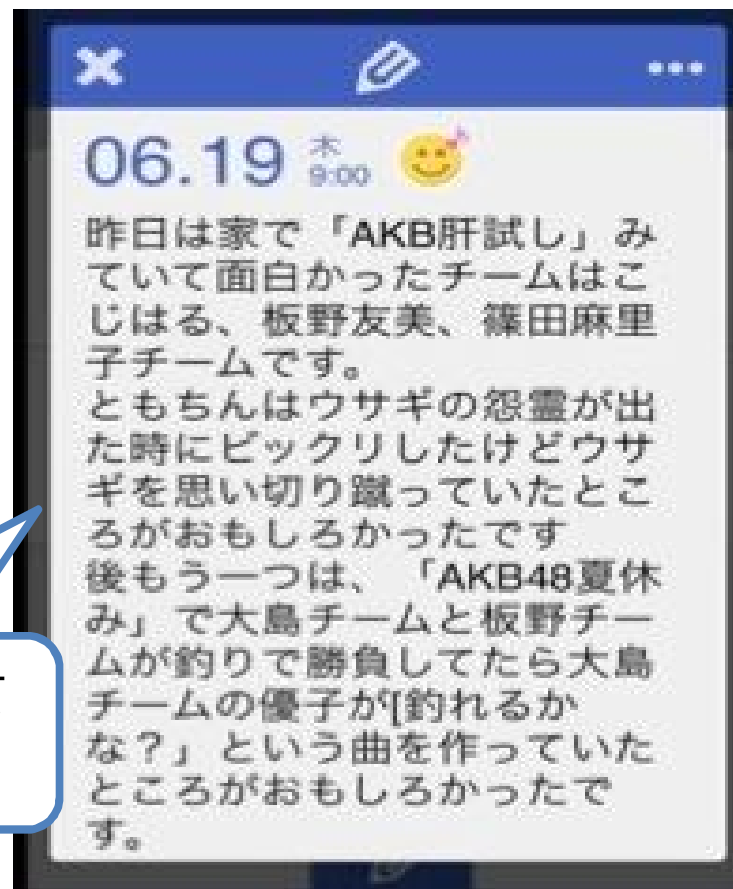 06.19 木
9:00
昨日は家で「AKB肝試し」み
ていて面白かったチームはこ
じはる、板野友美、篠田麻里
子チームです。
ともちんはウサギの怨霊が出
た時にビックリしたけどウサ
ギを思い切り蹴っていたとこ
ろがおもしろかったです
後もう一つは、「AKB48夏休
み」で大島チームと板野チー
ムが釣りで勝負してたら大島
チームの優子が[釣れるか
な?」という曲を作っていた
ところがおもしろかったで
す。